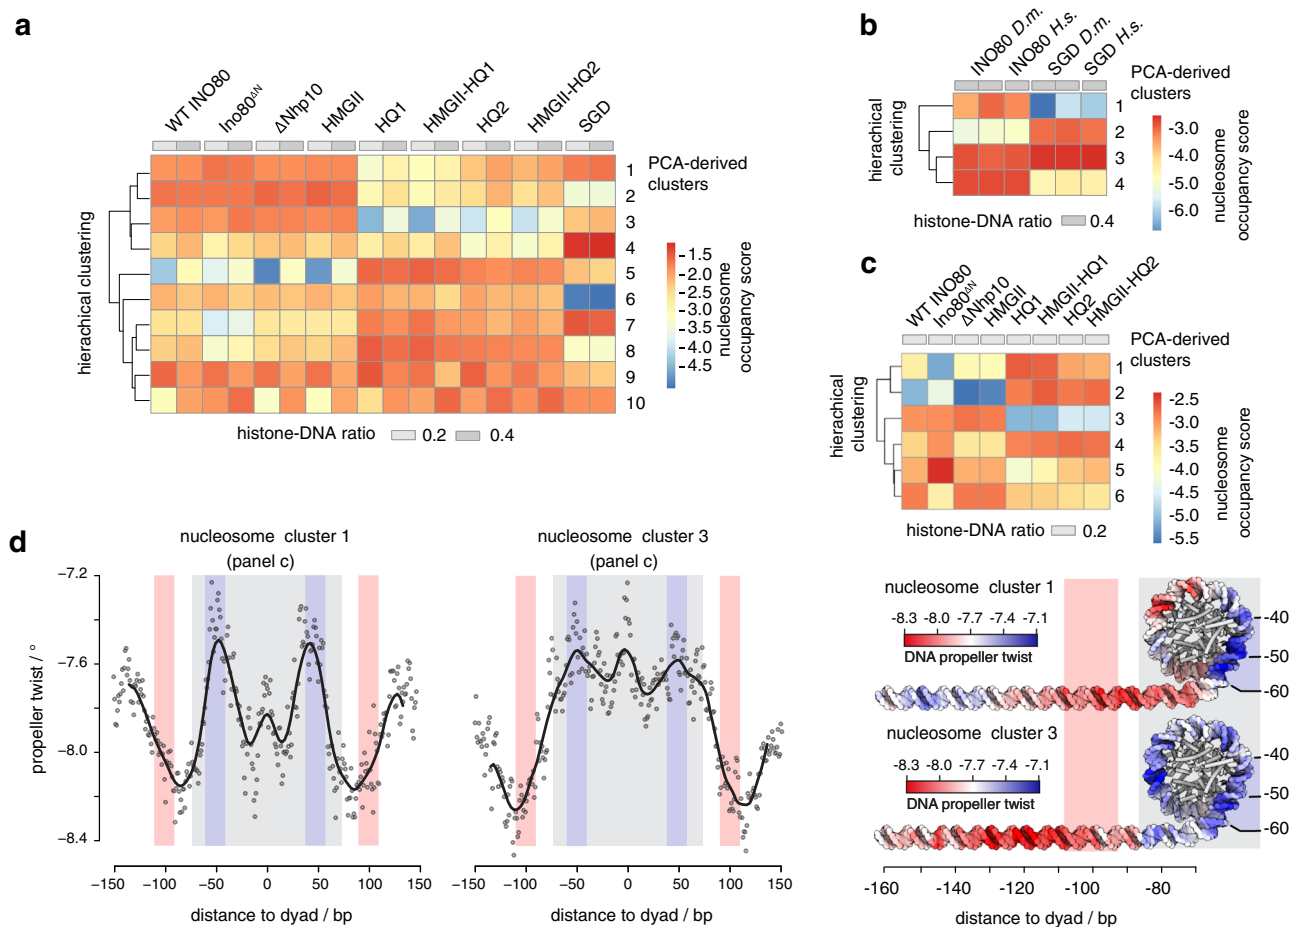 a
WT INO80
Ino80ΔN
ΔNhp10
HMGII
HQ1
HMGII-HQ1
HQ2
HMGII-HQ2
SGD
hierachical clustering
1
2
3
4
5
6
7
8
9
10
PCA-derived
clusters
−1.5
−2.0
−2.5
−3.0
−3.5
−4.0
−4.5
nucleosome
occupancy score
histone-DNA ratio
0.2
0.4
b
INO80 D.m.
INO80 H.s.
SGD D.m.
SGD H.s.
hierachical
clustering
1
2
3
4
PCA-derived
clusters
-3.0
-4.0
-5.0
-6.0
nucleosome
occupancy score
histone-DNA ratio
0.4
c
WT INO80
Ino80ΔN
ΔNhp10
HMGII
HQ1
HMGII-HQ1
HQ2
HMGII-HQ2
hierachical
clustering
1
2
3
4
5
6
PCA-derived
clusters
-2.5
-3.0
-3.5
-4.0
-4.5
-5.0
-5.5
nucleosome
occupancy score
histone-DNA ratio
0.2
d
nucleosome cluster 1
(panel c)
propeller twist / °
−7.2
−7.6
−8.0
−8.4
−150
−100
−50
0
50
100
150
distance to dyad / bp
nucleosome cluster 3
(panel c)
−150
−100
−50
0
50
100
150
distance to dyad / bp
nucleosome cluster 1
-8.3
-8.0
-7.7
-7.4
-7.1
DNA propeller twist
-40
-50
-60
nucleosome cluster 3
-8.3
-8.0
-7.7
-7.4
-7.1
DNA propeller twist
-40
-50
-60
-160
-140
-120
-100
-80
distance to dyad / bp